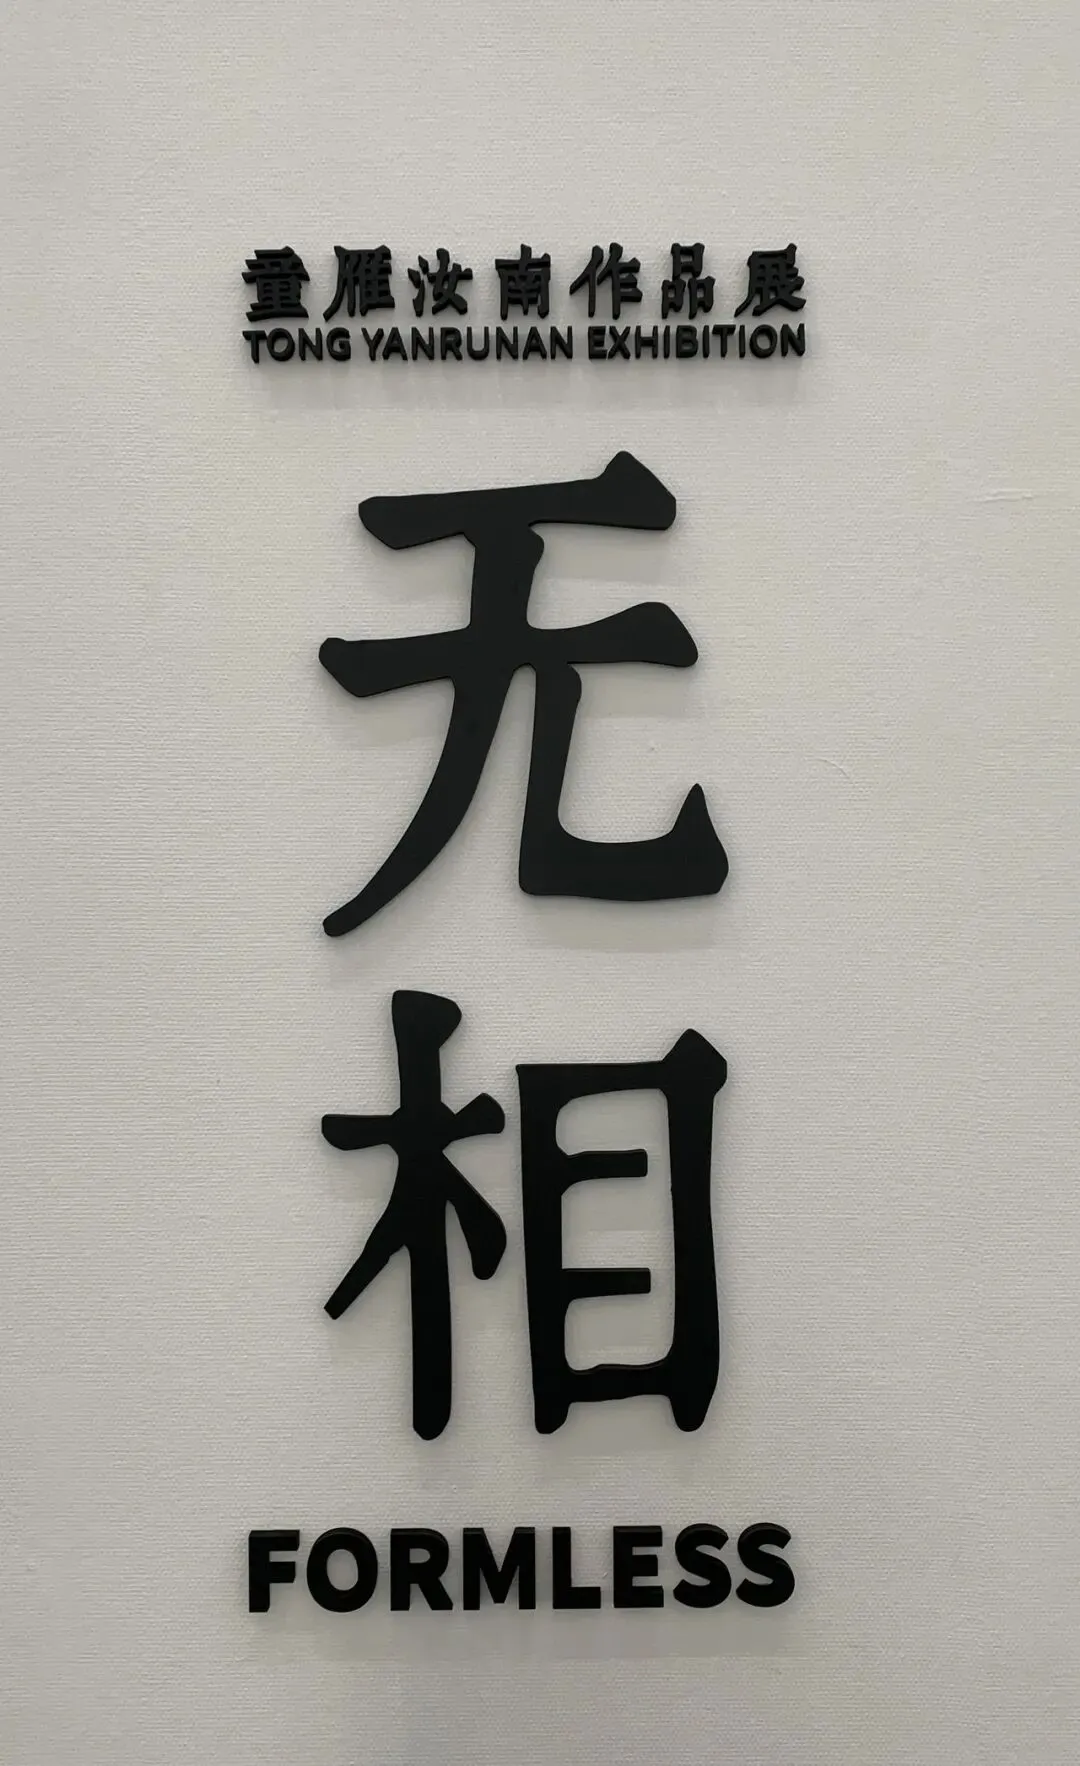 童雁汝南作品展
TONG YANRUNAN EXHIBITION
无
相
FORMLESS